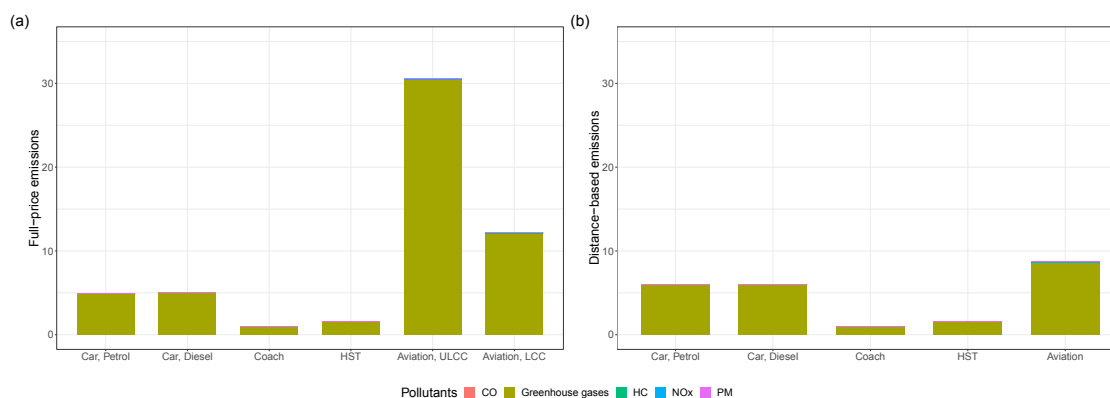 (a)
Full−price emissions
30
20
10
0
Car, Petrol Car, Diesel Coach HST Aviation, ULCC Aviation, LCC
(b)
Distance−based emissions
30
20
10
0
Car, Petrol Car, Diesel Coach HST Aviation
Pollutants CO Greenhouse gases HC NOx PM